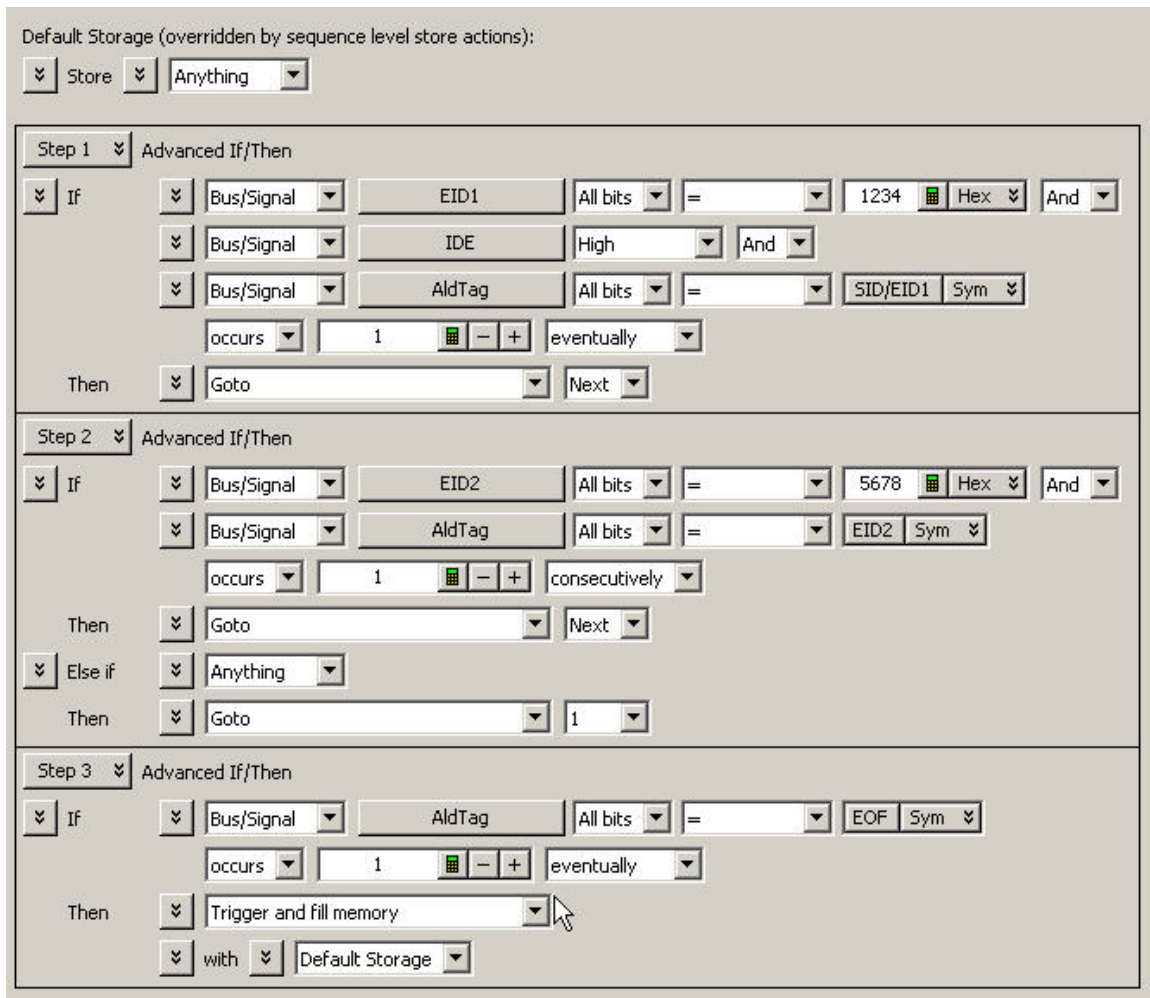 Default Storage (overridden by sequence level store actions):
Store Anything
Step 1 Advanced If/Then
If Bus/Signal EID1 All bits = 1234 Hex And
Bus/Signal IDE High And
Bus/Signal AldTag All bits = SID/EID1 Sym
occurs 1 - + eventually
Then Goto Next
Step 2 Advanced If/Then
If Bus/Signal EID2 All bits = 5678 Hex And
Bus/Signal AldTag All bits = EID2 Sym
occurs 1 - + consecutively
Then Goto Next
Else if Anything
Then Goto 1
Step 3 Advanced If/Then
If Bus/Signal AldTag All bits = EOF Sym
occurs 1 - + eventually
Then Trigger and fill memory
with Default Storage